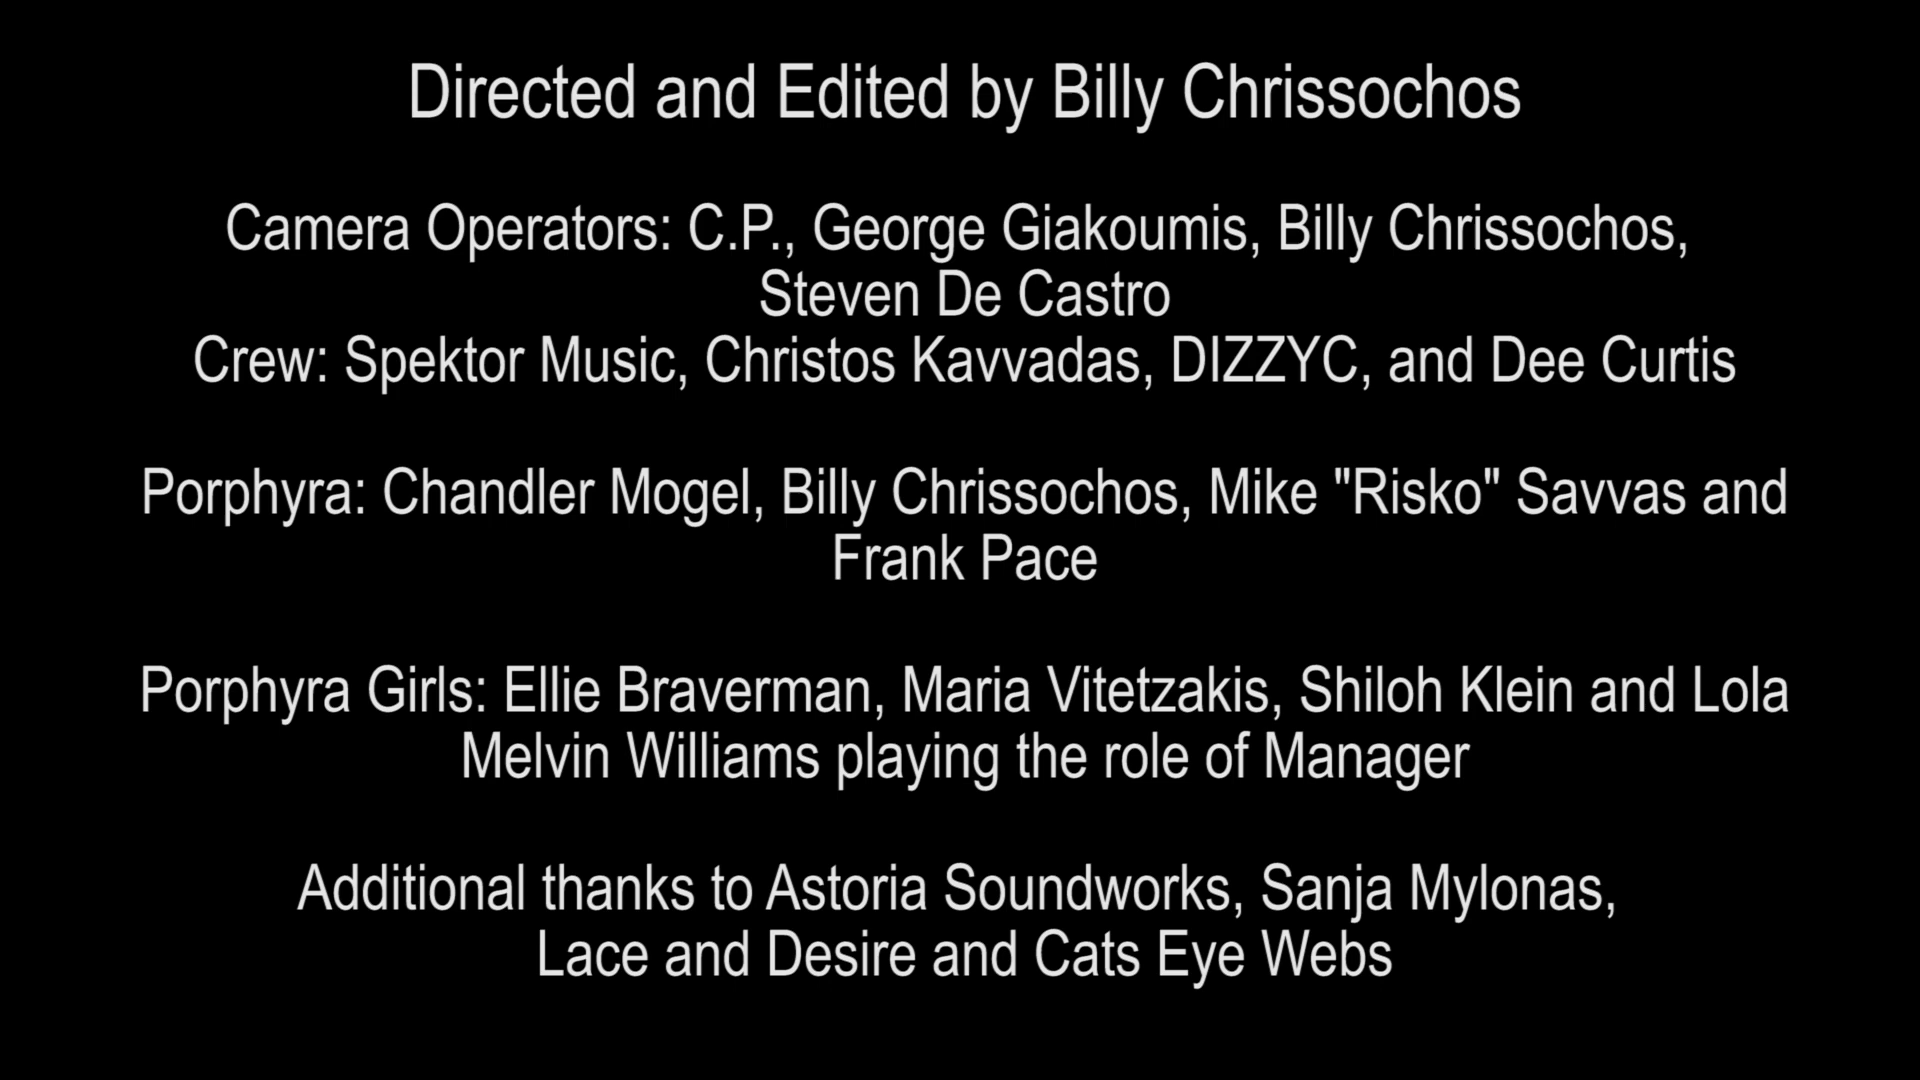 Directed and Edited by Billy Chrissochos
Camera Operators: C.P., George Giakoumis, Billy Chrissochos,
Steven De Castro
Crew: Spektor Music, Christos Kavvadas, DIZZYC, and Dee Curtis
Porphyra: Chandler Mogel, Billy Chrissochos, Mike "Risko" Savvas and
Frank Pace
Porphyra Girls: Ellie Braverman, Maria Vitetzakis, Shiloh Klein and Lola
Melvin Williams playing the role of Manager
Additional thanks to Astoria Soundworks, Sanja Mylonas,
Lace and Desire and Cats Eye Webs